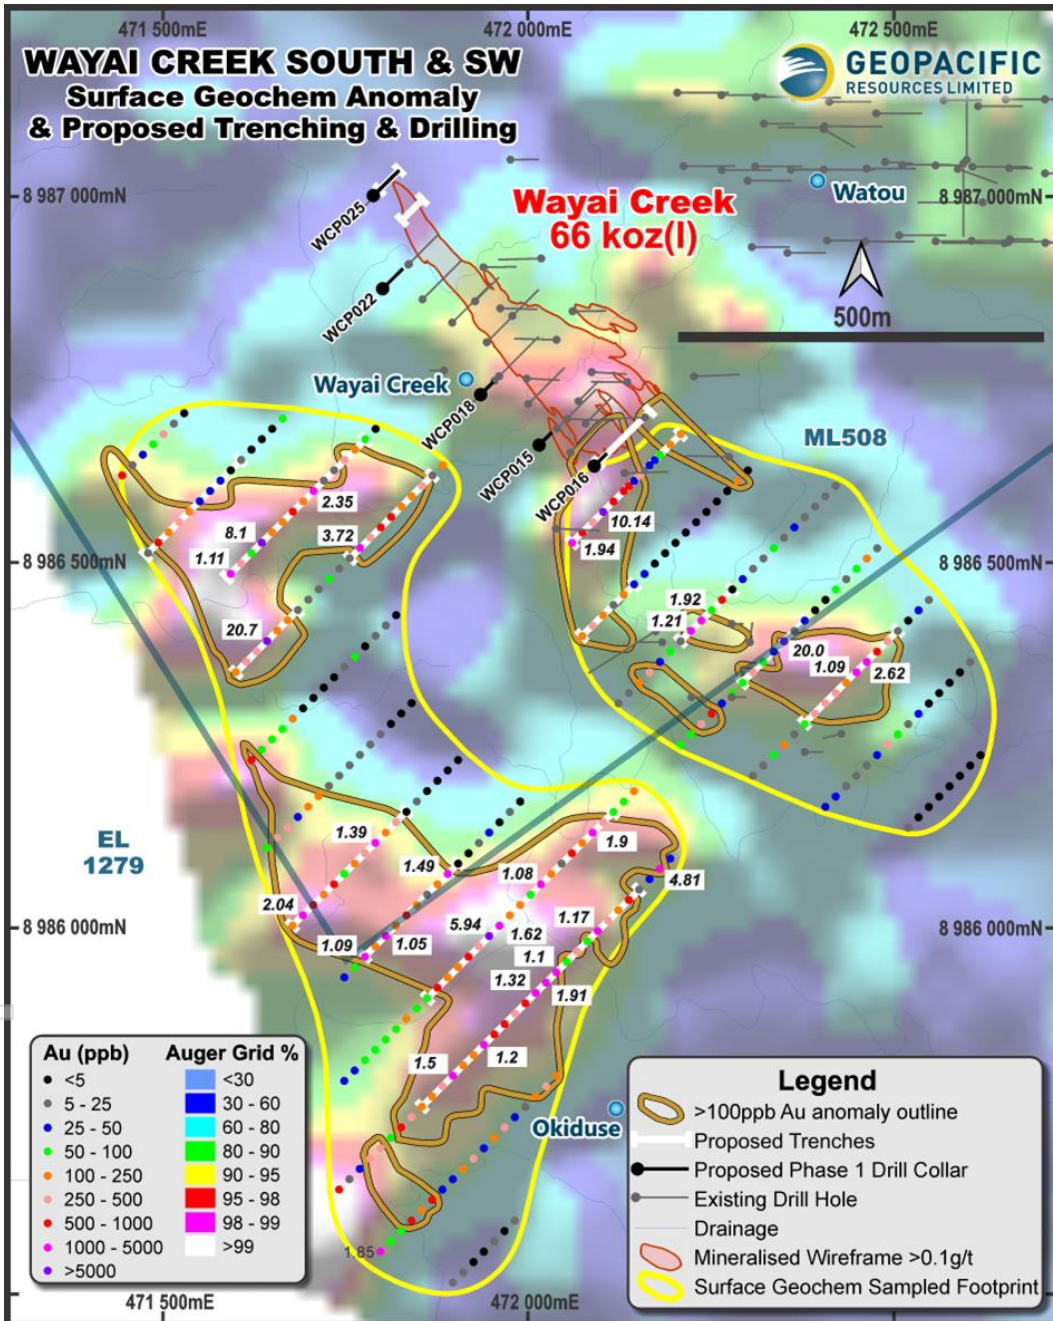 471 500mE
472 000mE
472 500mE
WAYAI CREEK SOUTH & SW
Surface Geochem Anomaly
& Proposed Trenching & Drilling
GEOPACIFIC
RESOURCES LIMITED
8 987 000mN
Watou
8 987 000mN
WCP025
Wayai Creek
66 koz(I)
WCP022
500m
Wayai Creek
WCP018
ML508
WCP015
WCP016
2.35
8.1
3.72
10.14
1.11
1.94
8 986 500mN
8 986 500mN
1.92
1.21
20.7
20.0
1.09
2.62
EL
1279
1.39
1.9
1.49
1.08
4.81
2.04
5.94
1.17
8 986 000mN
8 986 000mN
1.09
1.05
1.62
1.1
1.32
1.91
1.5
1.2
Okiduse
1.85
Au (ppb)
<5
5 - 25
25 - 50
50 - 100
100 - 250
250 - 500
500 - 1000
1000 - 5000
>5000
Auger Grid %
<30
30 - 60
60 - 80
80 - 90
90 - 95
95 - 98
98 - 99
>99
Legend
>100ppb Au anomaly outline
Proposed Trenches
Proposed Phase 1 Drill Collar
Existing Drill Hole
Drainage
Mineralised Wireframe >0.1g/t
Surface Geochem Sampled Footprint
471 500mE
472 000mE